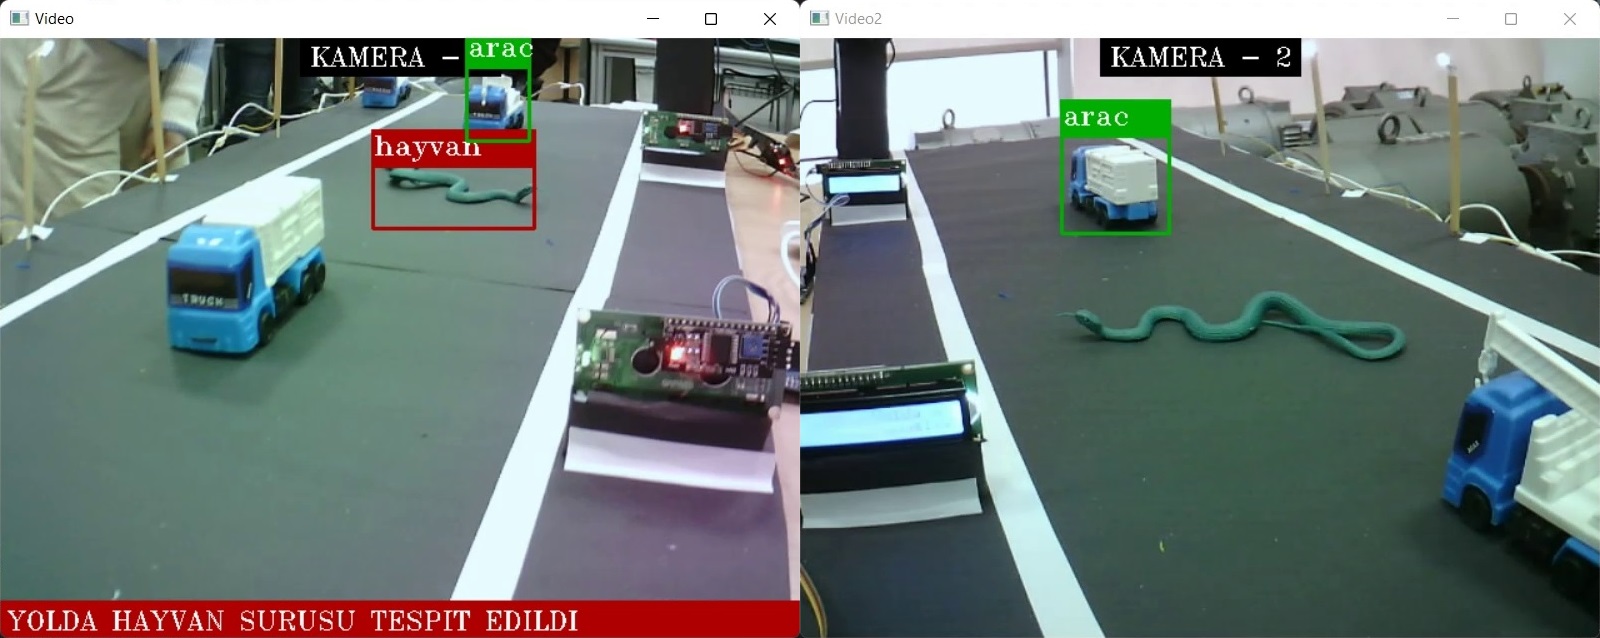 Video
KAMERA -
arac
hayvan
TRUCK
YOLDA HAYVAN SURUSU TESPIT EDILDI
Video2
KAMERA - 2
arac